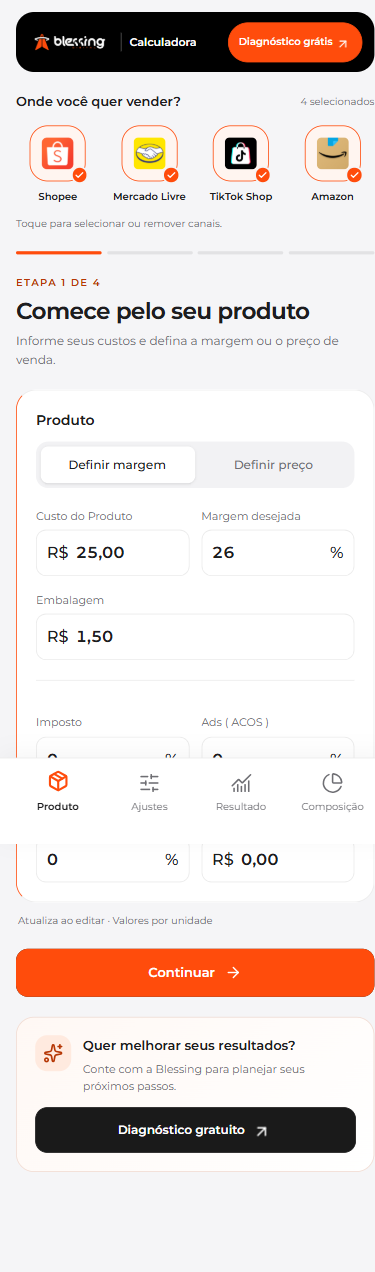 blessing
Calculadora
Diagnóstico grátis
Onde você quer vender?
4 selecionados
Shopee
Mercado Livre
TikTok Shop
Amazon
Toque para selecionar ou remover canais.
ETAPA 1 DE 4
Comece pelo seu produto
Informe seus custos e defina a margem ou o preço de
venda.
Produto
Definir margem
Definir preço
Custo do Produto
Margem desejada
R$ 25,00
26 %
Embalagem
R$ 1,50
Imposto
Ads ( ACOS )
0 %
0 %
Produto
Ajustes
Resultado
Composição
0 %
R$ 0,00
Atualiza ao editar · Valores por unidade
Continuar
Quer melhorar seus resultados?
Conte com a Blessing para planejar seus
próximos passos.
Diagnóstico gratuito